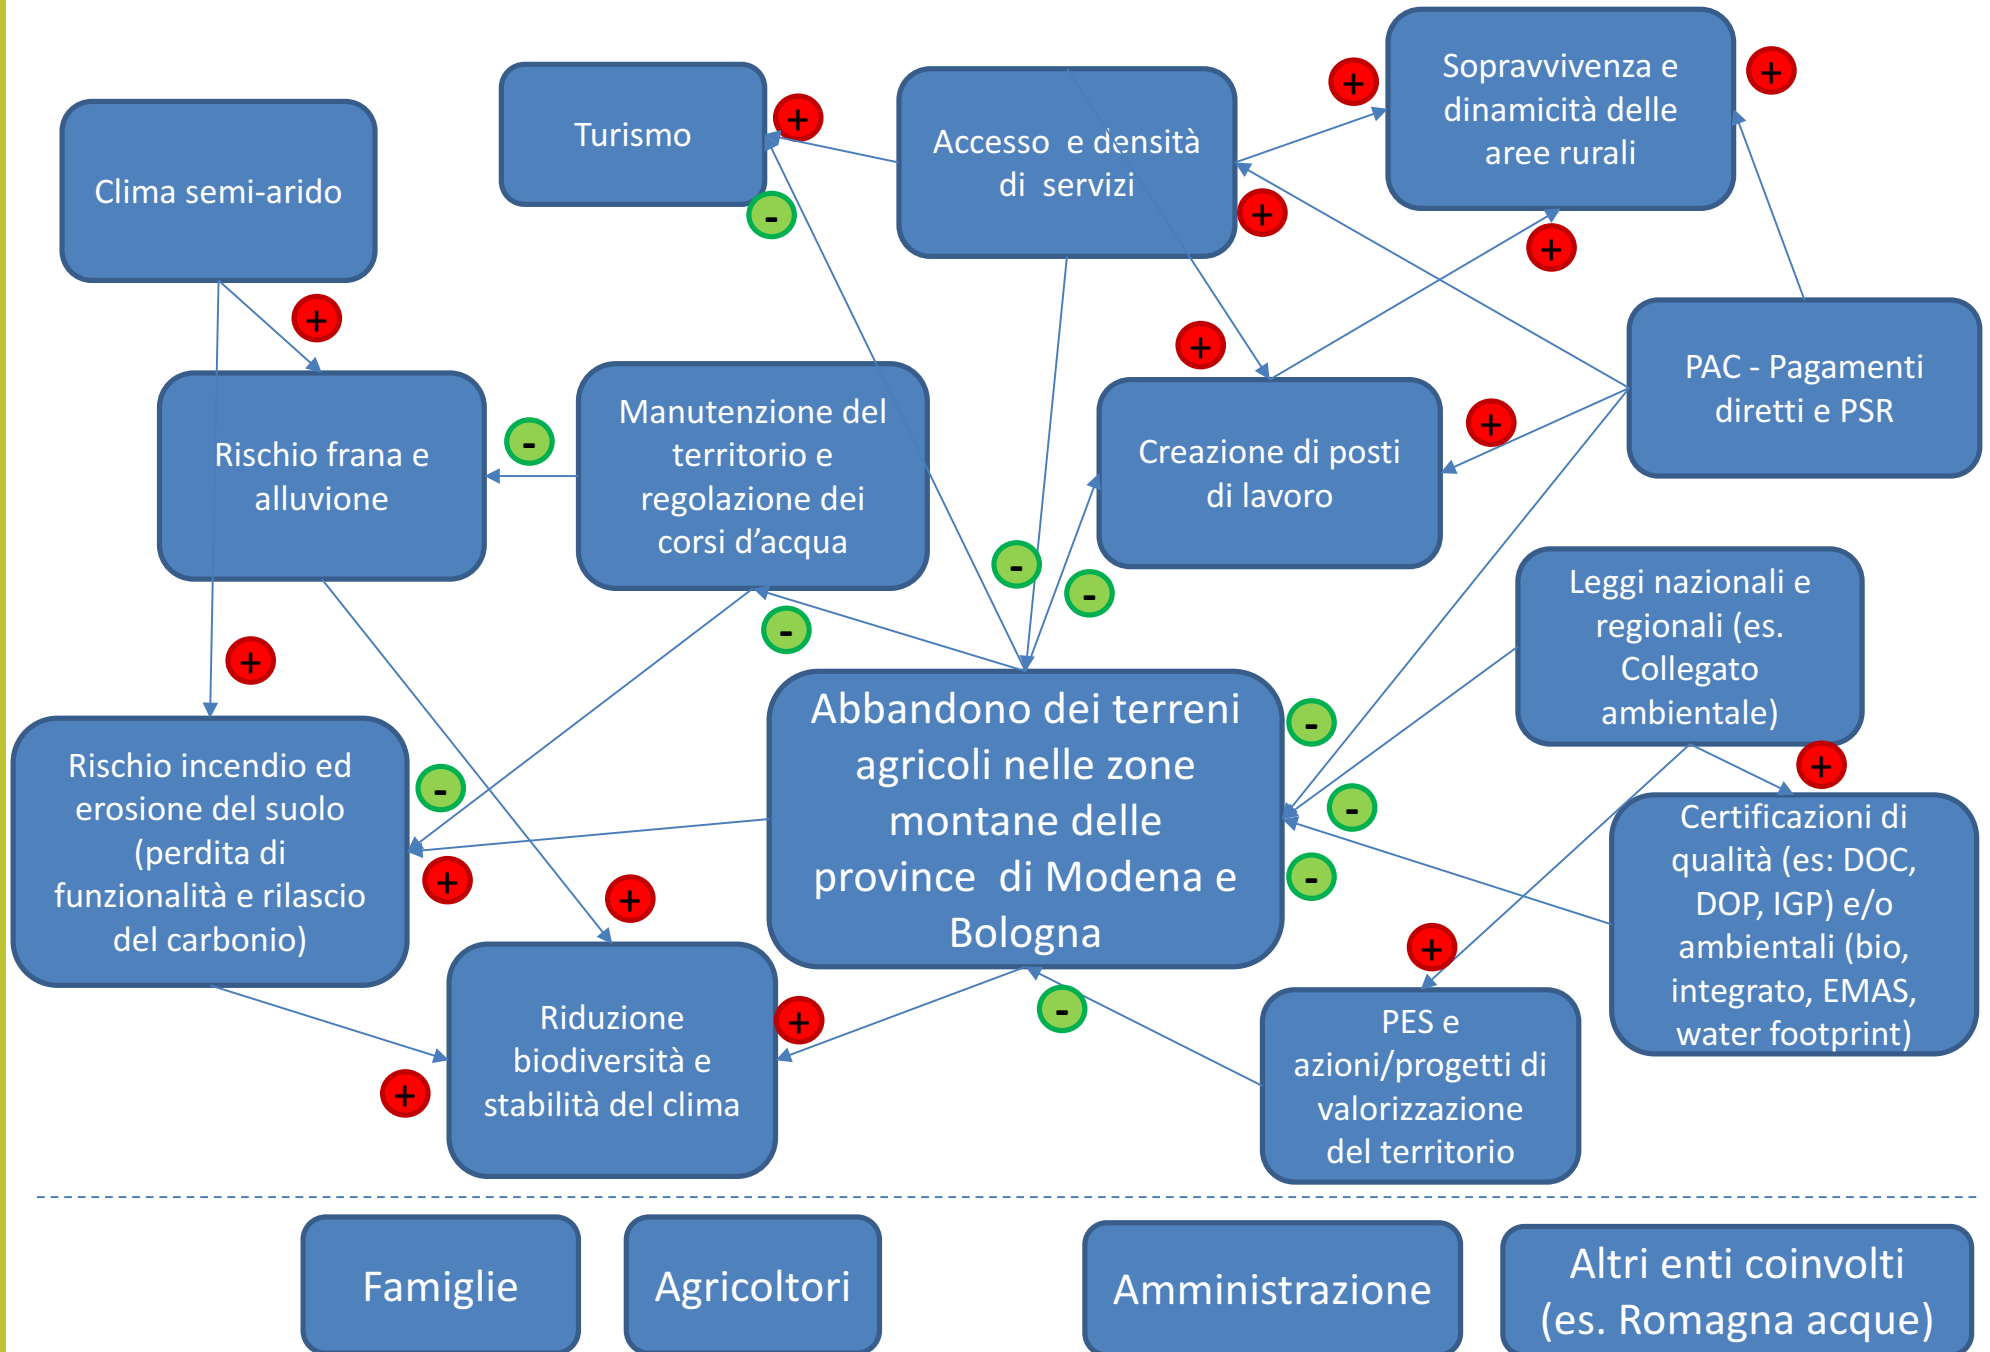 Turismo
+
-
Accesso e densità
di servizi
+
+
Sopravvivenza e
dinamicità delle
aree rurali
+
+
Clima semi-arido
+
PAC - Pagamenti
diretti e PSR
Rischio frana e
alluvione
-
Manutenzione del
territorio e
regolazione dei
corsi d’acqua
-
+
Creazione di posti
di lavoro
+
-
-
Leggi nazionali e
regionali (es.
Collegato
ambientale)
+
+
Rischio incendio ed
erosione del suolo
(perdita di
funzionalità e rilascio
del carbonio)
-
+
Abbandono dei terreni
agricoli nelle zone
montane delle
province di Modena e
Bologna
-
-
-
Certificazioni di
qualità (es: DOC,
DOP, IGP) e/o
ambientali (bio,
integrato, EMAS,
water footprint)
+
+
Riduzione
biodiversità e
stabilità del clima
+
+
-
PES e
azioni/progetti di
valorizzazione
del territorio
Famiglie
Agricoltori
Amministrazione
Altri enti coinvolti
(es. Romagna acque)